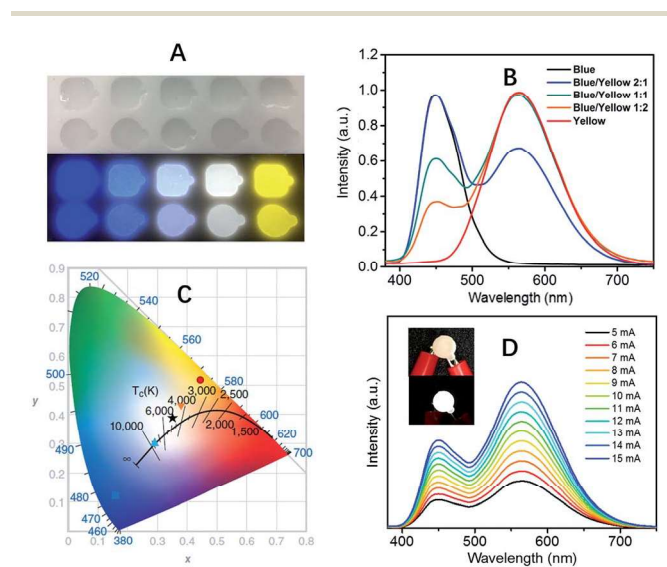 A
B
1.2
1.0
0.8
0.6
0.4
0.2
0.0
Intensity (a.u.)
Blue
Blue/Yellow 2:1
Blue/Yellow 1:1
Blue/Yellow 1:2
Yellow
400
500
600
700
Wavelength (nm)
C
0.9
0.8
0.7
0.6
0.5
0.4
0.3
0.2
0.1
y
520
540
560
580
600
620
700
500
490
480
470
460
380
Tc(K)
∞
10.000
6,000
4,000
3,000
2,500
2,000
1,500
0
0.1
0.2
0.3
0.4
0.5
0.6
0.7
0.8
x
D
Intensity (a.u.)
5 mA
6 mA
7 mA
8 mA
9 mA
10 mA
11 mA
12 mA
13 mA
14 mA
15 mA
400
500
600
700
Wavelength (nm)